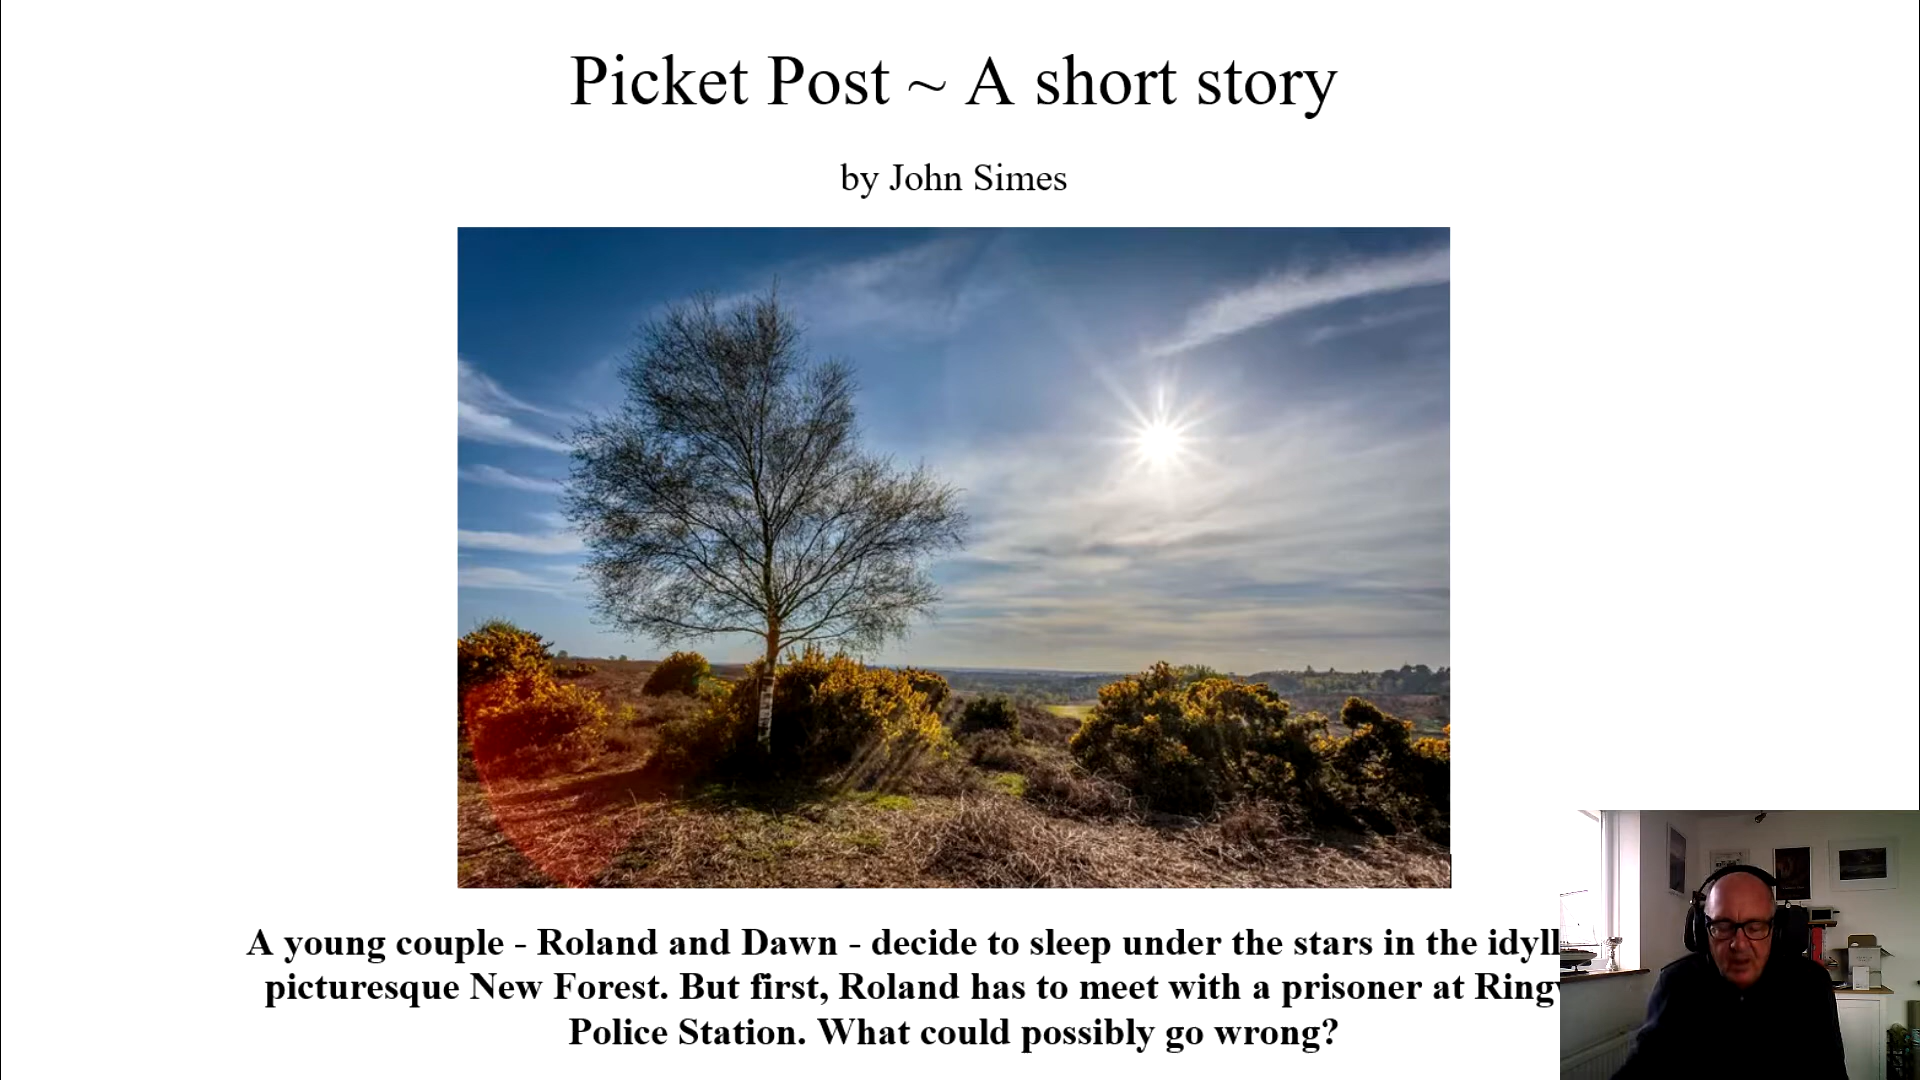 Picket Post ~ A short story
by John Simes
A young couple - Roland and Dawn - decide to sleep under the stars in the
picturesque New Forest. But first, Roland has to meet with a prisoner at
Police Station. What could possibly go wrong?